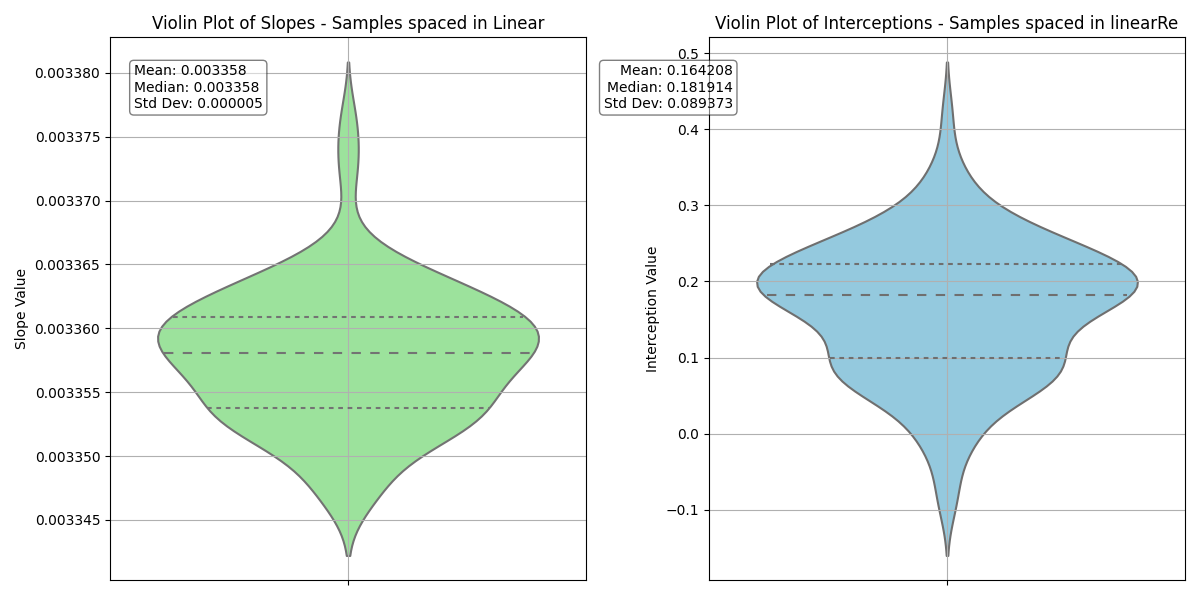 Violin Plot of Slopes - Samples spaced in Linear
Slope Value
0.003380
0.003375
0.003370
0.003365
0.003360
0.003355
0.003350
0.003345
Mean: 0.003358
Median: 0.003358
Std Dev: 0.000005
Violin Plot of Interceptions - Samples spaced in linearRe
Interception Value
0.5
0.4
0.3
0.2
0.1
0.0
−0.1
Mean: 0.164208
Median: 0.181914
Std Dev: 0.089373